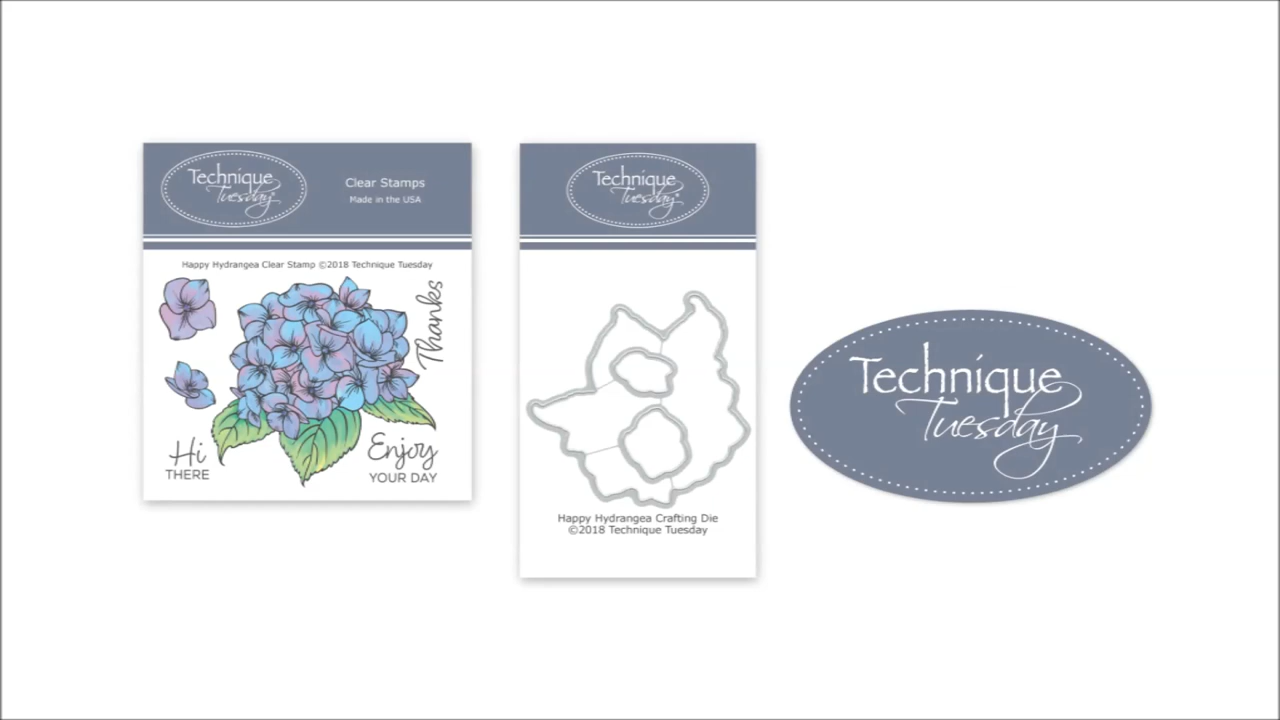 Technique
Tuesday
Clear Stamps
Made in the USA
Happy Hydrangea Clear Stamp ©2018 Technique Tuesday
Thanks
Hi
THERE
Enjoy
YOUR DAY
Technique
Tuesday
Happy Hydrangea Crafting Die
©2018 Technique Tuesday
Technique
Tuesday